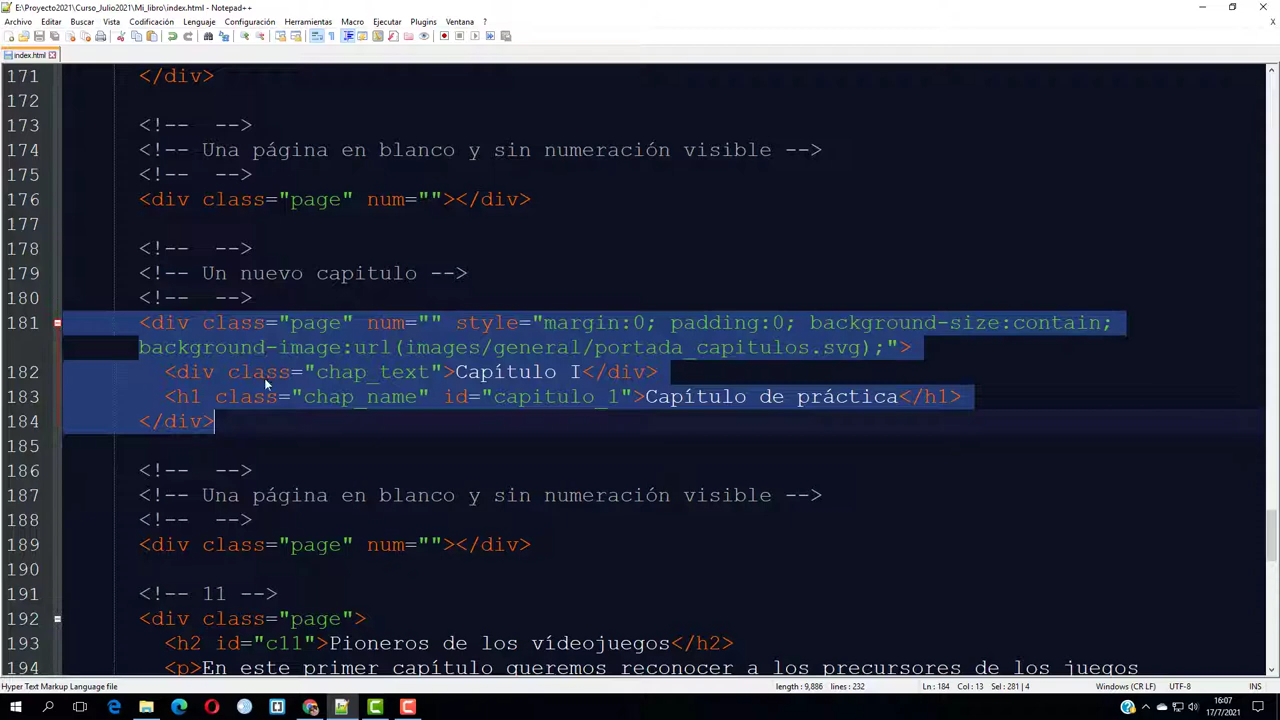 E:\Proyecto2021\Curso_Julio2021\Mi_libro\index.html - Notepad++
Archivo Editar Buscar Vista Codificación Lenguaje Configuración Herramientas Macro Ejecutar Plugins Ventana ?
index.html
171 </div>
172
173 <!-- -->
174 <!-- Una página en blanco y sin numeración visible -->
175 <!-- -->
176 <div class="page" num=""></div>
177
178 <!-- -->
179 <!-- Un nuevo capitulo -->
180 <!-- -->
181 <div class="page" num="" style="margin:0; padding:0; background-size:contain;
background-image:url(images/general/portada_capitulos.svg);">
182 <div class="chap_text">Capítulo I</div>
183 <h1 class="chap_name" id="capitulo_1">Capítulo de práctica</h1>
184 </div>
185
186 <!-- -->
187 <!-- Una página en blanco y sin numeración visible -->
188 <!-- -->
189 <div class="page" num=""></div>
190
191 <!-- 11 -->
192 <div class="page">
193 <h2 id="c11">Pioneros de los vídeojuegos</h2>
194 <p>En este primer capítulo queremos reconocer a los precursores de los juegos
Hyper Text Markup Language file length : 9,886 lines : 232 Ln : 184 Col : 13 Sel : 281 | 4 Windows (CR LF) UTF-8 INS
16:07
17/7/2021